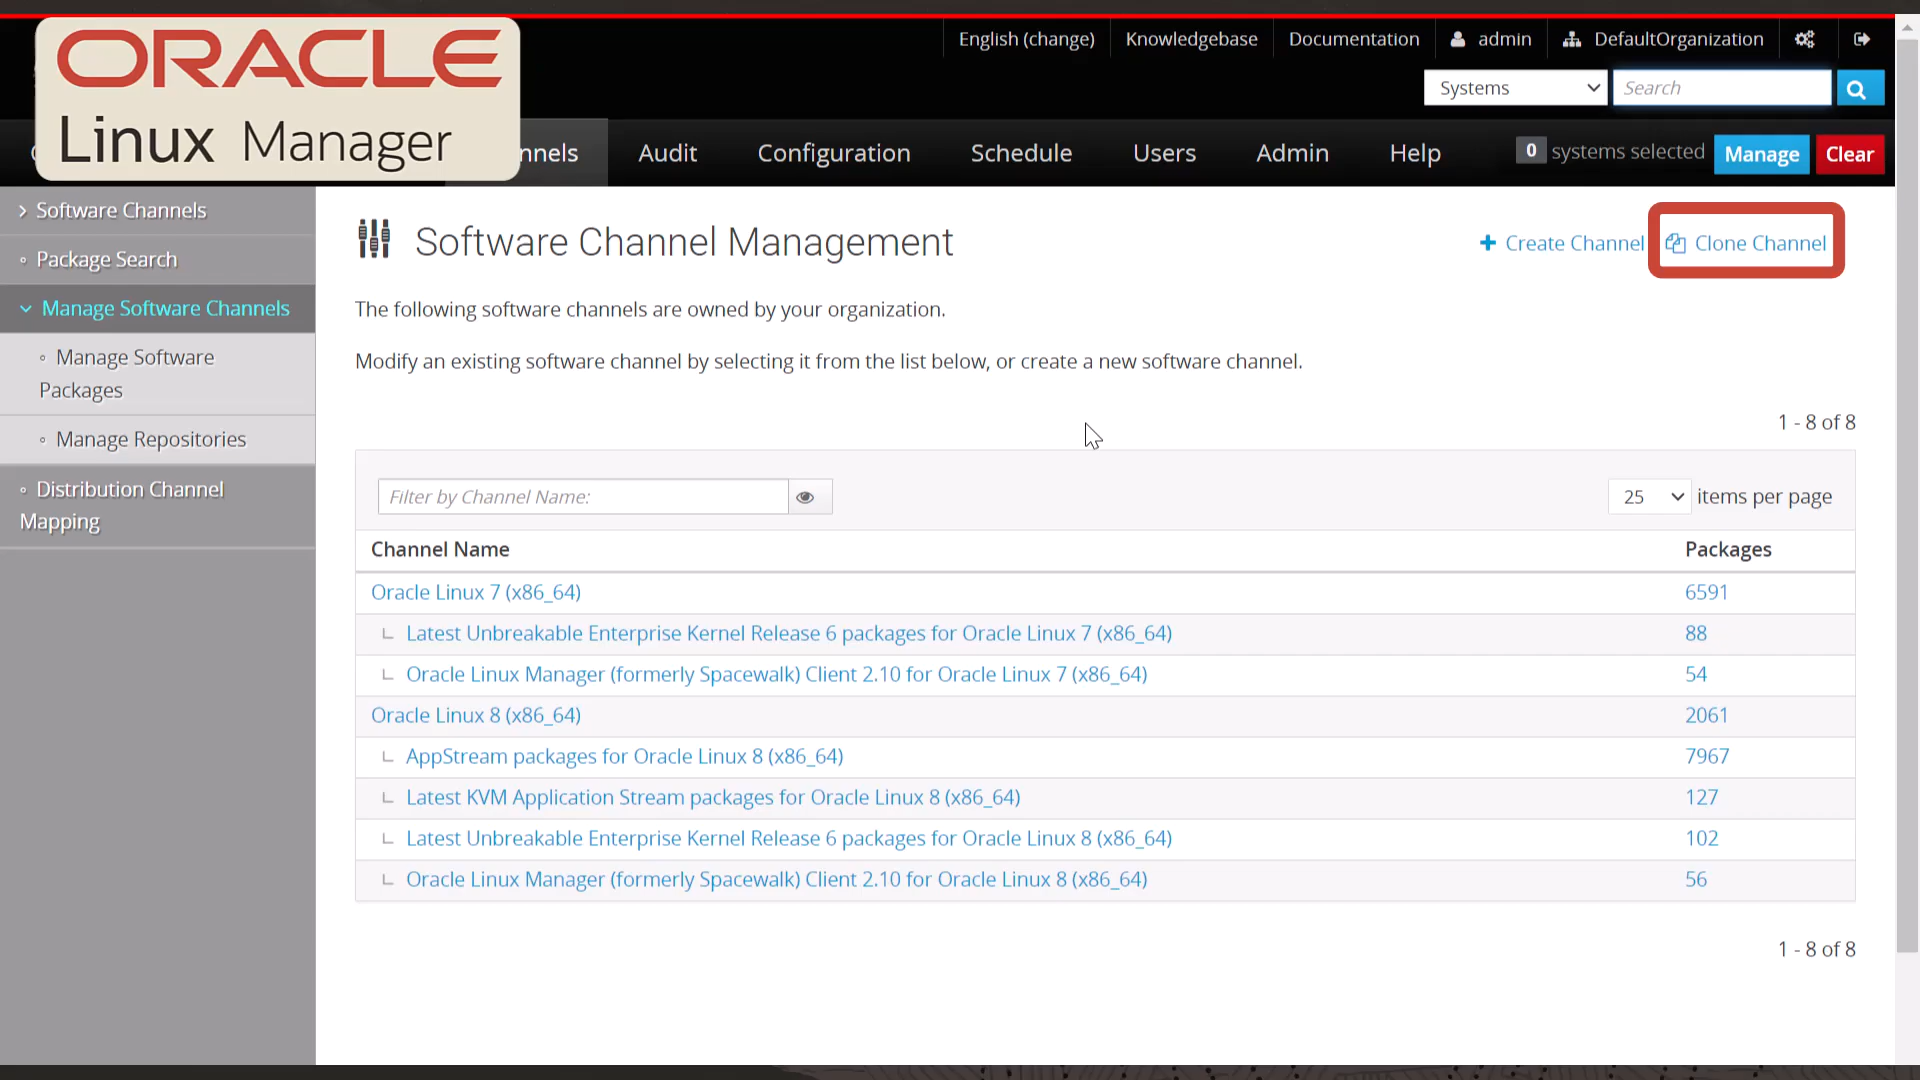 ORACLE
Linux Manager
English (change) Knowledgebase Documentation admin DefaultOrganization
Systems Search
nnels Audit Configuration Schedule Users Admin Help 0 systems selected Manage Clear
Software Channels
Package Search
Manage Software Channels
Manage Software
Packages
Manage Repositories
Distribution Channel
Mapping
Software Channel Management
Create Channel Clone Channel
The following software channels are owned by your organization.
Modify an existing software channel by selecting it from the list below, or create a new software channel.
1 - 8 of 8
Filter by Channel Name: 25 items per page
Channel Name Packages
Oracle Linux 7 (x86_64) 6591
Latest Unbreakable Enterprise Kernel Release 6 packages for Oracle Linux 7 (x86_64) 88
Oracle Linux Manager (formerly Spacewalk) Client 2.10 for Oracle Linux 7 (x86_64) 54
Oracle Linux 8 (x86_64) 2061
AppStream packages for Oracle Linux 8 (x86_64) 7967
Latest KVM Application Stream packages for Oracle Linux 8 (x86_64) 127
Latest Unbreakable Enterprise Kernel Release 6 packages for Oracle Linux 8 (x86_64) 102
Oracle Linux Manager (formerly Spacewalk) Client 2.10 for Oracle Linux 8 (x86_64) 56
1 - 8 of 8